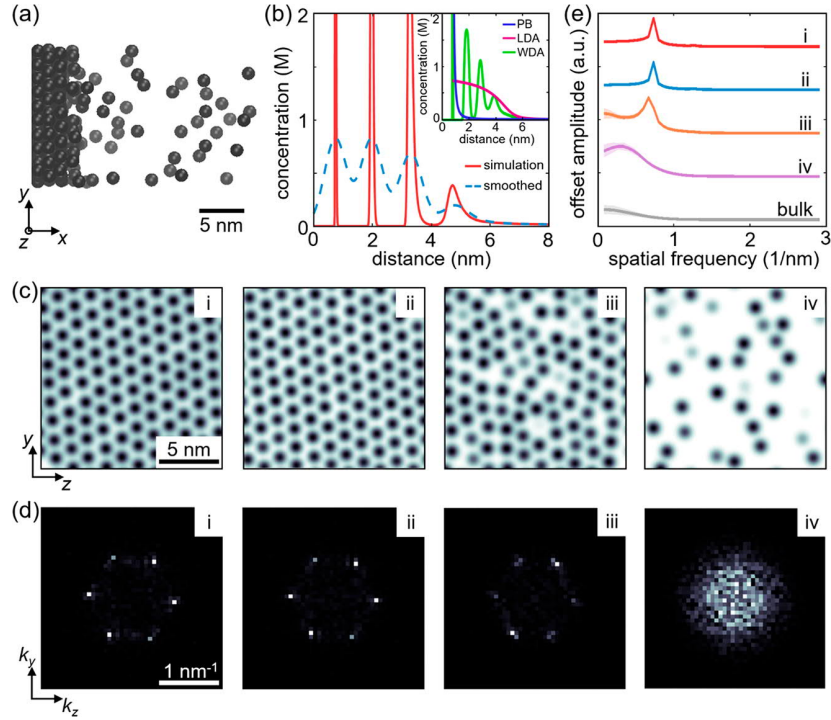 (a)
y
z
x
5 nm
(b)
concentration (M)
2
1
0
0
2
4
6
8
distance (nm)
simulation
smoothed
concentration (M)
2
1
0
0
2
4
6
distance (nm)
PB
LDA
WDA
(e)
offset amplitude (a.u.)
i
ii
iii
iv
bulk
0
1
2
3
spatial frequency (1/nm)
(c)
i
ii
iii
iv
5 nm
y
z
(d)
i
ii
iii
iv
1 nm-1
ky
kz